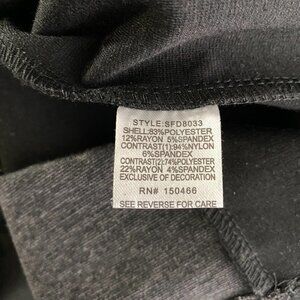 STYLE:SFD8033
SHELL:83%POLYESTER
12%RAYON 5%SPANDEX
CONTRAST(1):94%NYLON
6%SPANDEX
CONTRAST(2):74%POLYESTER
22%RAYON 4%SPANDEX
EXCLUSIVE OF DECORATION
RN# 150466
SEE REVERSE FOR CARE